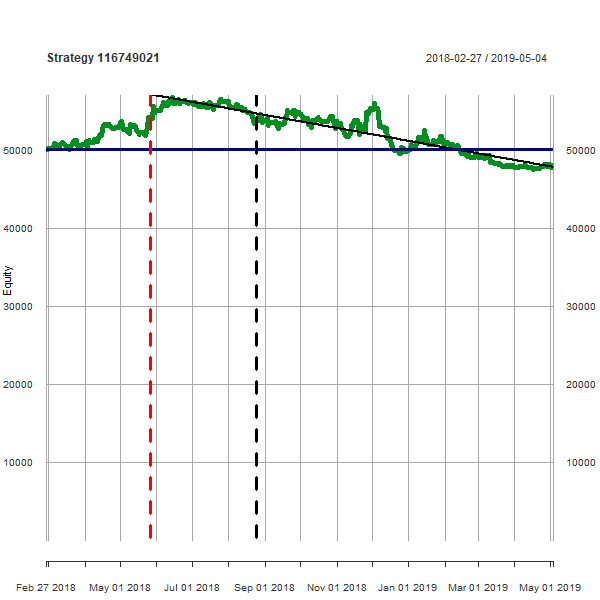 Strategy 116749021
2018-02-27 / 2019-05-04
50000
50000
40000
40000
Equity
30000
30000
20000
20000
10000
10000
Feb 27 2018
May 01 2018
Jul 01 2018
Sep 01 2018
Nov 01 2018
Jan 01 2019
Mar 01 2019
May 01 2019